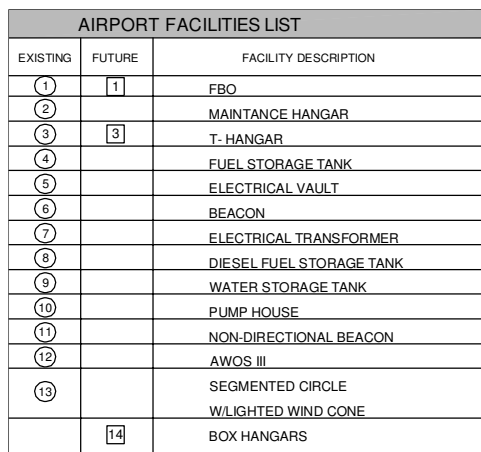 AIRPORT FACILITIES LIST
EXISTING FUTURE FACILITY DESCRIPTION
1 1 FBO
2 MAINTANCE HANGAR
3 3 T- HANGAR
4 FUEL STORAGE TANK
5 ELECTRICAL VAULT
6 BEACON
7 ELECTRICAL TRANSFORMER
8 DIESEL FUEL STORAGE TANK
9 WATER STORAGE TANK
10 PUMP HOUSE
11 NON-DIRECTIONAL BEACON
12 AWOS III
13 SEGMENTED CIRCLE
W/LIGHTED WIND CONE
14 BOX HANGARS